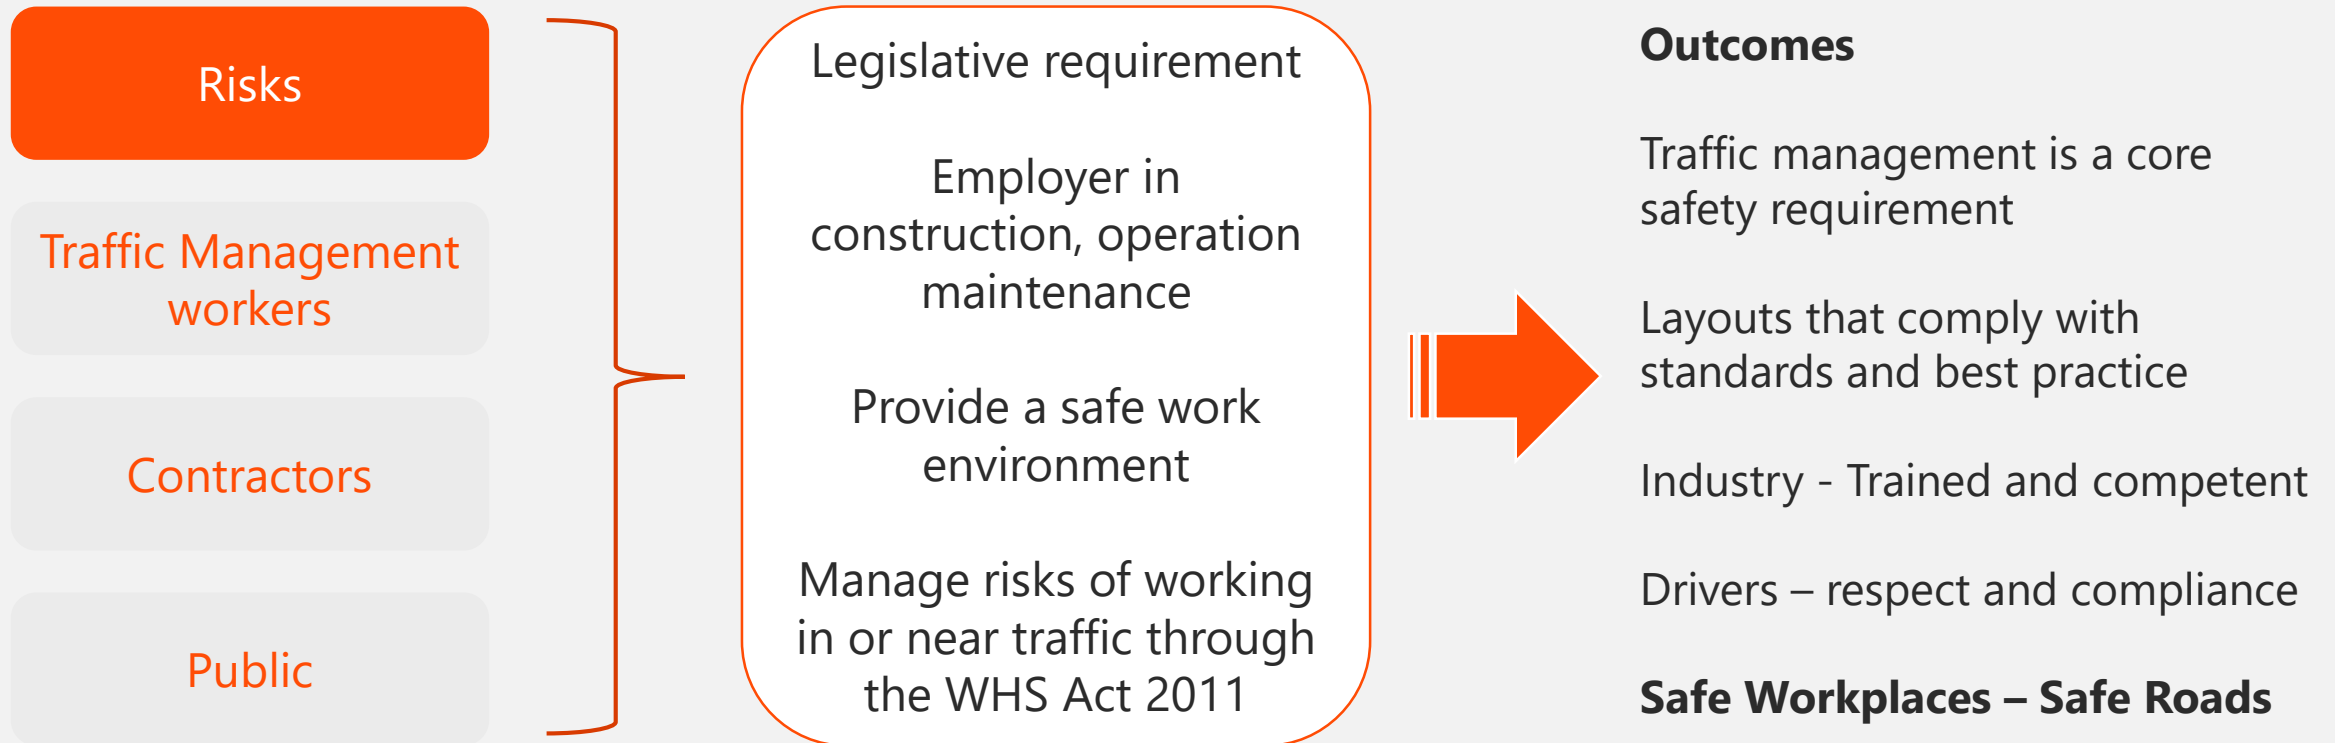 Risks
Traffic Management
workers
Contractors
Public
Legislative requirement
Employer in
construction, operation
maintenance
Provide a safe work
environment
Manage risks of working
in or near traffic through
the WHS Act 2011
Outcomes
Traffic management is a core
safety requirement
Layouts that comply with
standards and best practice
Industry - Trained and competent
Drivers – respect and compliance
Safe Workplaces – Safe Roads